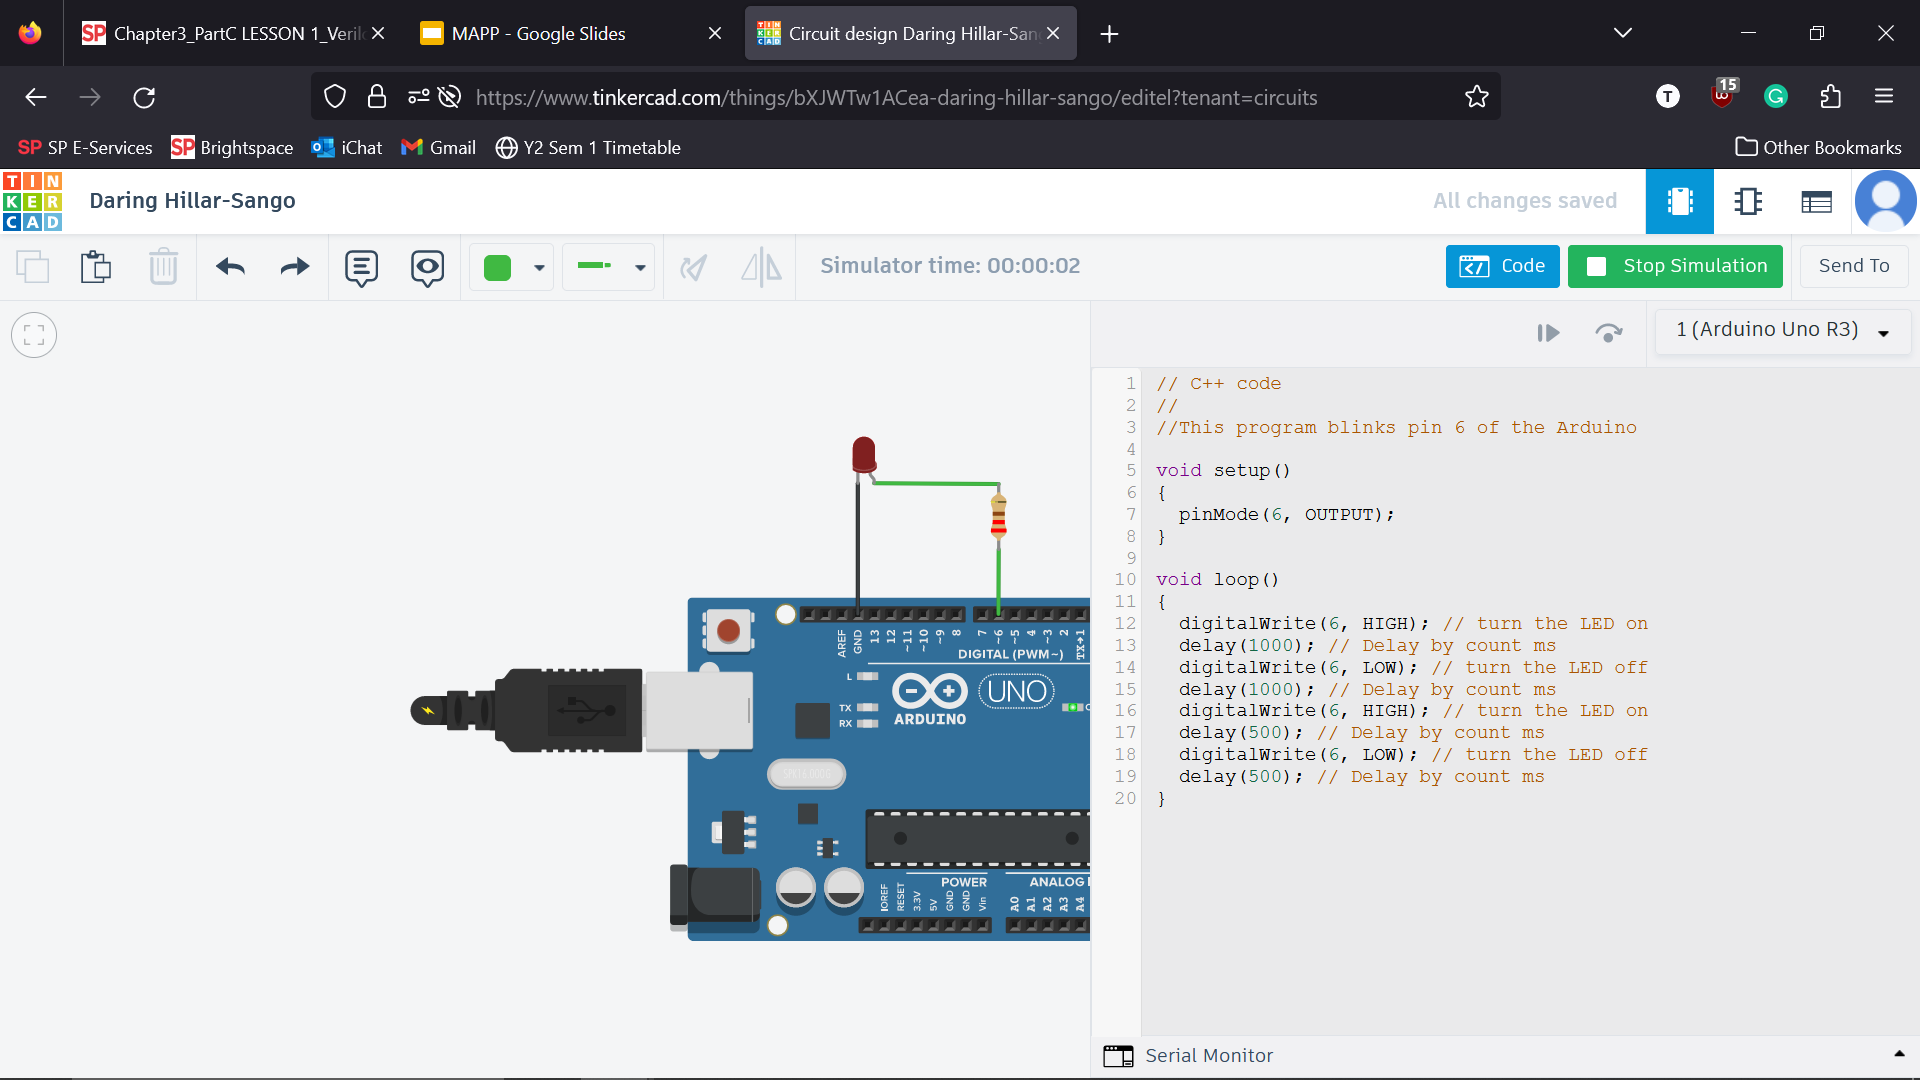 Chapter3_PartC LESSON 1_Veril
MAPP - Google Slides
Circuit design Daring Hillar-San
https://www.tinkercad.com/things/bXJWTw1ACea-daring-hillar-sango/editel?tenant=circuits
T
15
G
SP SP E-Services
SP Brightspace
iChat
Gmail
Y2 Sem 1 Timetable
Other Bookmarks
TIN
KER
CAD
Daring Hillar-Sango
All changes saved
Simulator time: 00:00:02
Code
Stop Simulation
Send To
1 (Arduino Uno R3)
1 // C++ code
2 //
3 //This program blinks pin 6 of the Arduino
4
5 void setup()
6 {
7 pinMode(6, OUTPUT);
8 }
9
10 void loop()
11 {
12 digitalWrite(6, HIGH); // turn the LED on
13 delay(1000); // Delay by count ms
14 digitalWrite(6, LOW); // turn the LED off
15 delay(1000); // Delay by count ms
16 digitalWrite(6, HIGH); // turn the LED on
17 delay(500); // Delay by count ms
18 digitalWrite(6, LOW); // turn the LED off
19 delay(500); // Delay by count ms
20 }
AREF
GND
13
12
~11
~10
~9
8
7
~6
~5
4
~3
2
TX→1
DIGITAL (PWM~)
L
TX
RX
ARDUINO
UNO
POWER
ANALOG
IOREF
RESET
3.3V
5V
GND
GND
Vin
A0
A1
A2
A3
A4
Serial Monitor